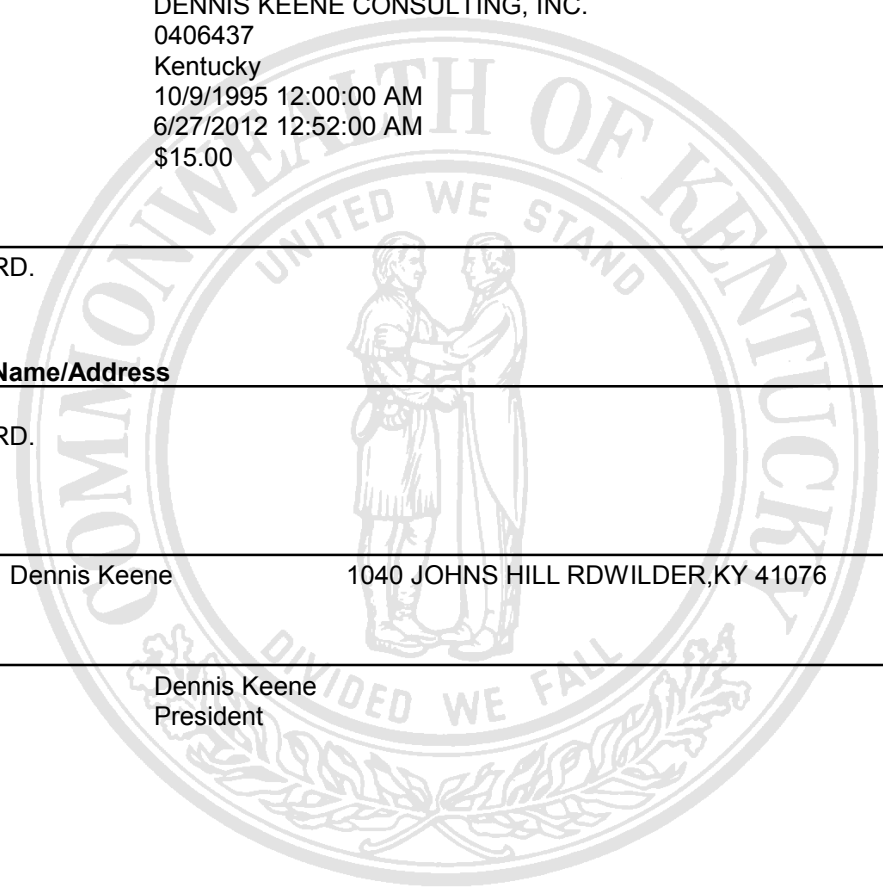 DENNIS KEENE CONSULTING, INC.
0406437
Kentucky
10/9/1995 12:00:00 AM
6/27/2012 12:52:00 AM
$15.00
RD.
Name/Address
RD.
Dennis Keene 1040 JOHNS HILL RDWILDER,KY 41076
Dennis Keene
President
COMMONWEALTH OF KENTUCKY
UNITED WE STAND
DIVIDED WE FALL